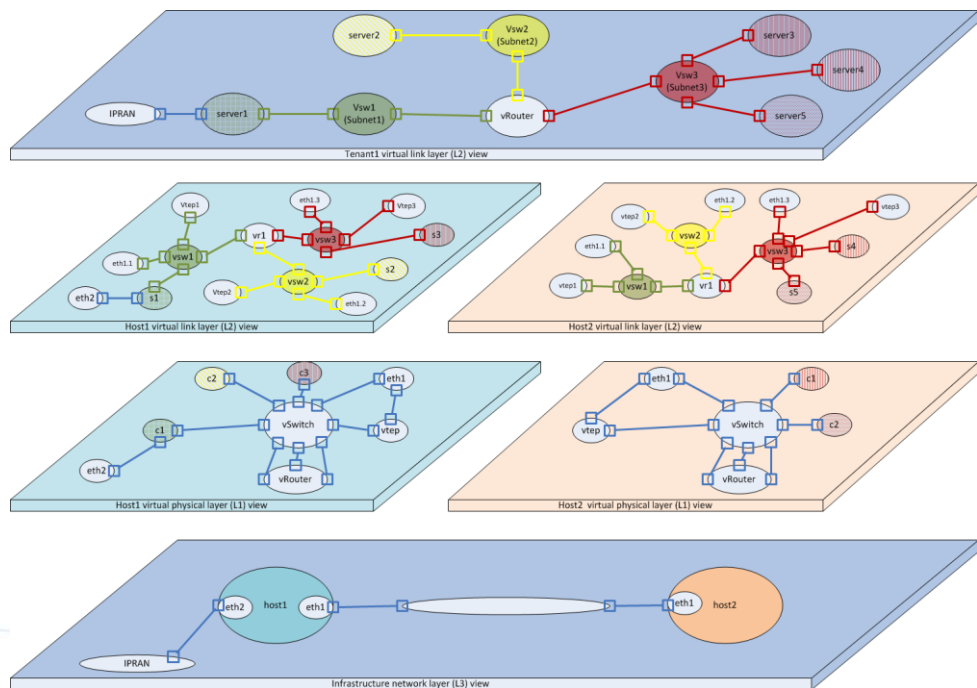 server2
Vsw2
(Subnet2)
server3
Vsw3
(Subnet3)
server4
IPRAN
server1
Vsw1
(Subnet1)
vRouter
server5
Tenant1 virtual link layer (L2) view
Vtep1
eth1.3
Vtep3
vr1
vsw3
s3
eth1.1
vsw1
eth2
s1
Vtep2
vsw2
s2
eth1.2
Host1 virtual link layer (L2) view
vtep2
eth1.2
eth1.3
vtep3
eth1.1
vsw2
vsw3
s4
vtep1
vsw1
vr1
s5
Host2 virtual link layer (L2) view
c2
c3
eth1
c1
vSwitch
vtep
eth2
vRouter
Host1 virtual physical layer (L1) view
eth1
c1
vtep
vSwitch
c2
vRouter
Host2  virtual physical layer (L1) view
host1
eth2
eth1
eth1
host2
IPRAN
Infrastructure network layer (L3) view